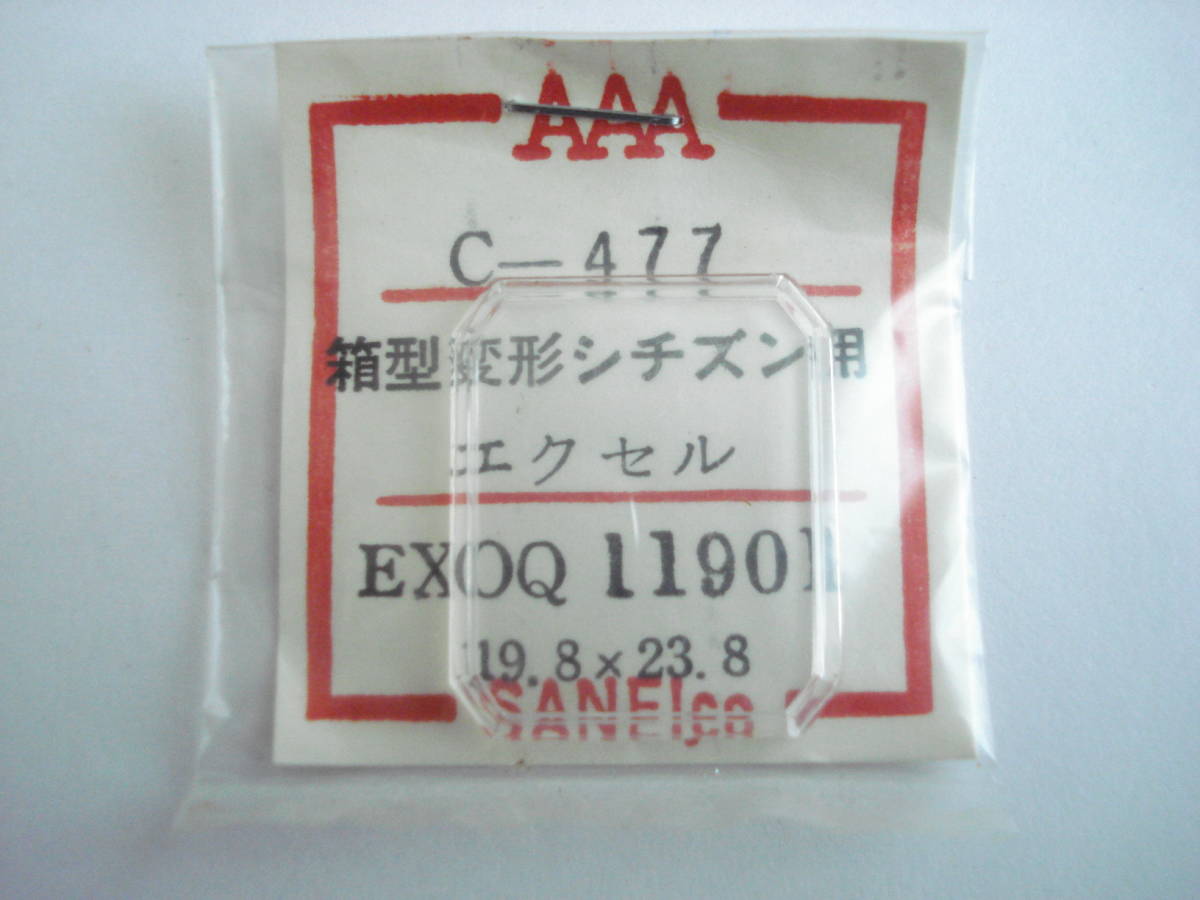 AAA
C-477
箱型変形シチズン用
エクセル
EXOQ 11901
19.8×23.8
SANEIco